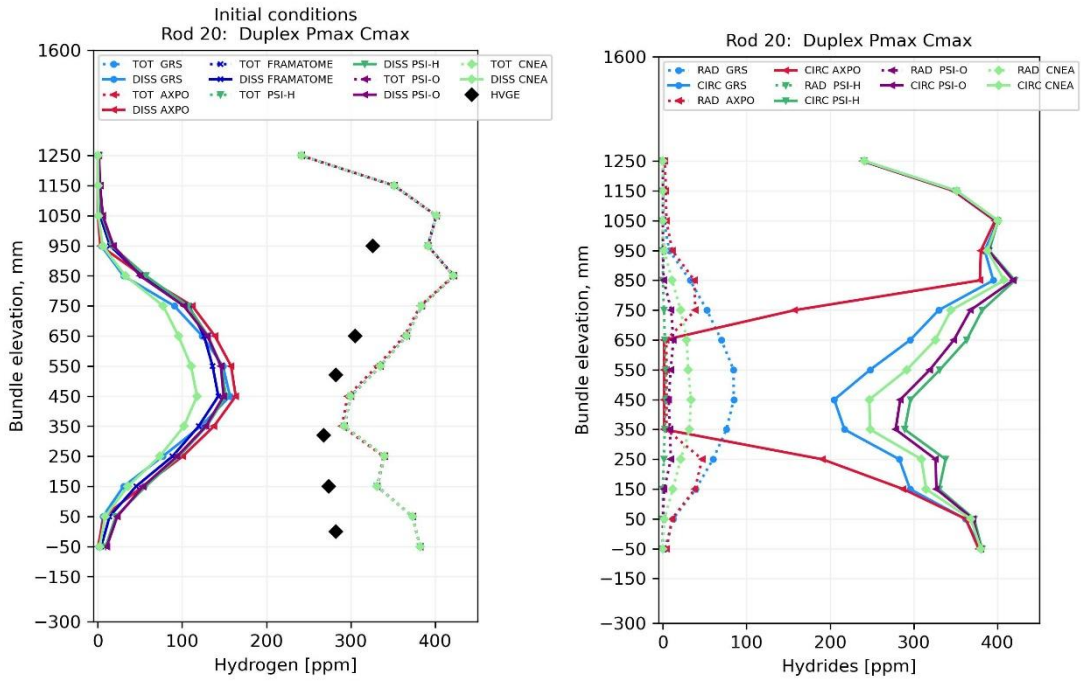 Initial conditions
Rod 20: Duplex Pmax Cmax
1600
TOT GRS
DISS GRS
TOT AXPO
DISS AXPO
TOT FRAMATOME
DISS FRAMATOME
TOT PSI-H
DISS PSI-H
TOT PSI-O
DISS PSI-O
TOT CNEA
DISS CNEA
HVGE
1250
1150
1050
950
850
750
650
550
450
350
250
150
50
−50
−150
−300
Bundle elevation, mm
0
100
200
300
400
Hydrogen [ppm]
Rod 20: Duplex Pmax Cmax
1600
RAD GRS
CIRC GRS
RAD AXPO
CIRC AXPO
RAD PSI-H
CIRC PSI-H
RAD PSI-O
CIRC PSI-O
RAD CNEA
CIRC CNEA
1250
1150
1050
950
850
750
650
550
450
350
250
150
50
−50
−150
−300
Bundle elevation, mm
0
100
200
300
400
Hydrides [ppm]